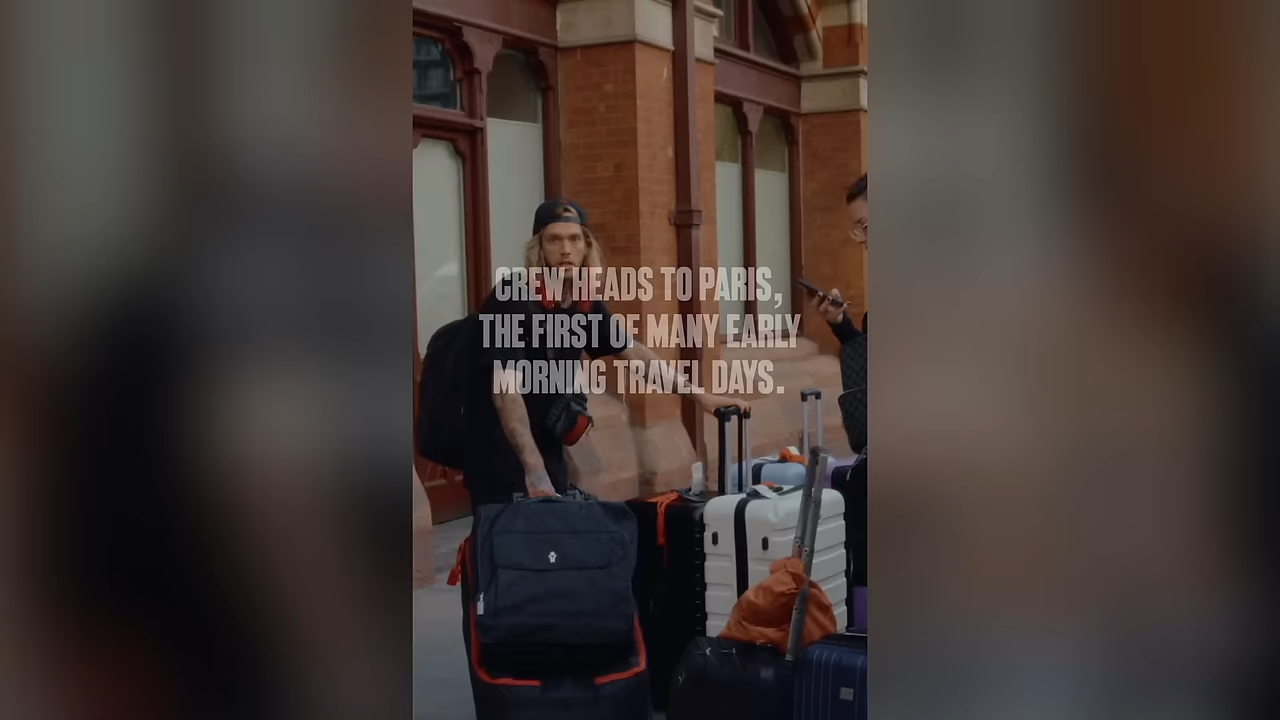 CREW HEADS TO PARIS,
THE FIRST OF MANY EARLY
MORNING TRAVEL DAYS.